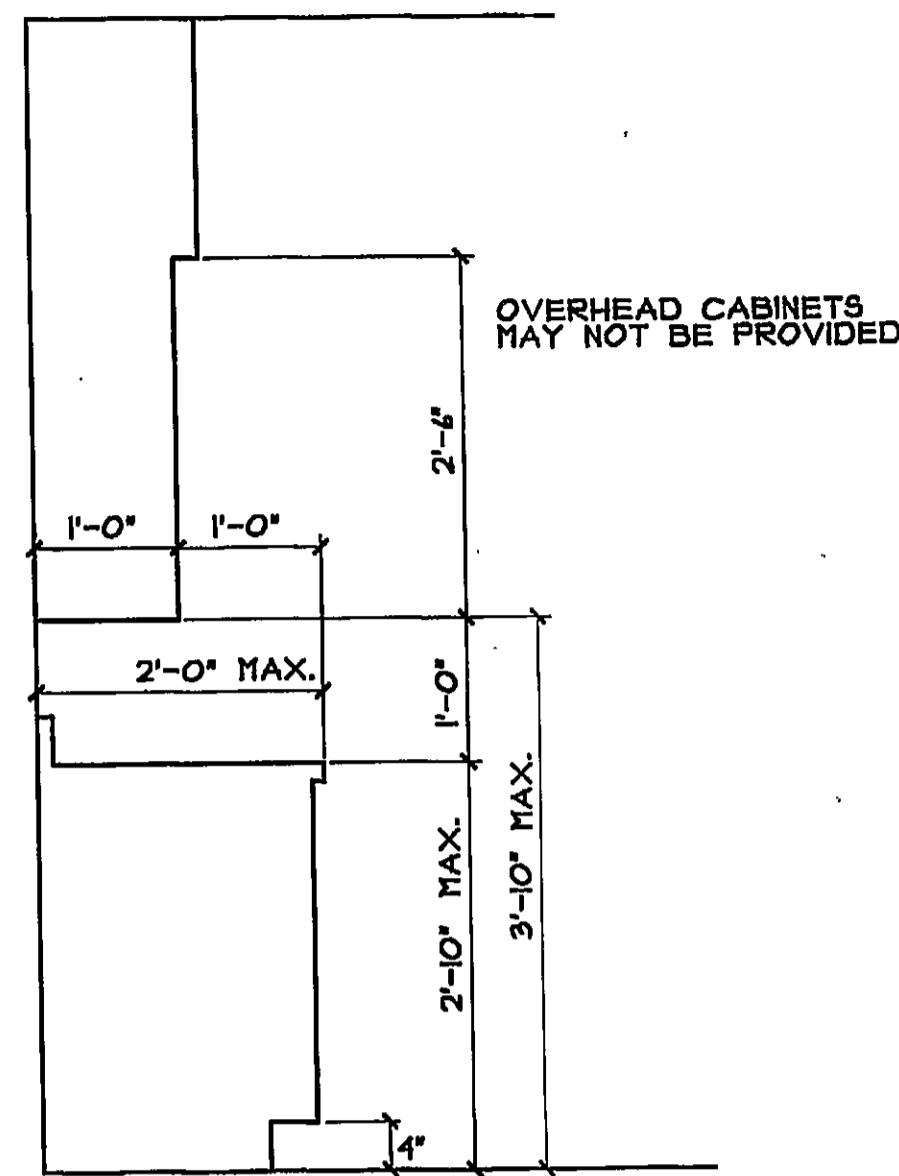 OVERHEAD CABINETS
MAY NOT BE PROVIDED
2'-6"
1'-0"
1'-0"
2'-0" MAX.
1'-0"
2'-10" MAX.
3'-10" MAX.
4"